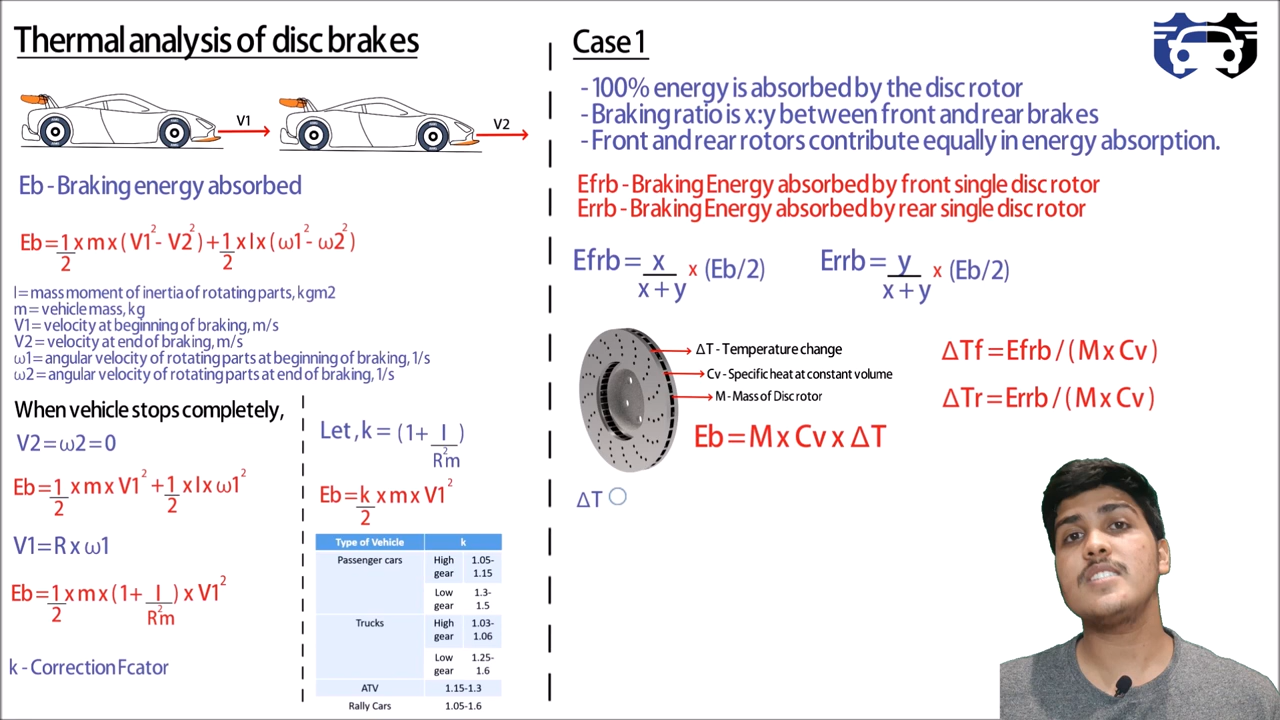 Thermal analysis of disc brakes
V1
V2
Eb - Braking energy absorbed
Eb = 1/2 x m x ( V1² - V2² ) + 1/2 x I x ( ω1² - ω2² )
I = mass moment of inertia of rotating parts, kgm2
m = vehicle mass, kg
V1 = velocity at beginning of braking, m/s
V2 = velocity at end of braking, m/s
ω1 = angular velocity of rotating parts at beginning of braking, 1/s
ω2 = angular velocity of rotating parts at end of braking, 1/s
When vehicle stops completely,
V2 = ω2 = 0
Eb = 1/2 x m x V1² + 1/2 x I x ω1²
V1 = R x ω1
Eb = 1/2 x m x ( 1 + I/R²m ) x V1²
k - Correction Fcator
Let , k = ( 1 + I/R²m )
Eb = k/2 x m x V1²
Type of Vehicle k
Passenger cars High gear 1.05-1.15
Low gear 1.3-1.5
Trucks High gear 1.03-1.06
Low gear 1.25-1.6
ATV 1.15-1.3
Rally Cars 1.05-1.6
Case 1
- 100% energy is absorbed by the disc rotor
- Braking ratio is x:y between front and rear brakes
- Front and rear rotors contribute equally in energy absorption.
Efrb - Braking Energy absorbed by front single disc rotor
Errb - Braking Energy absorbed by rear single disc rotor
Efrb = x/x + y x (Eb/2)
Errb = y/x + y x (Eb/2)
ΔT - Temperature change
Cv - Specific heat at constant volume
M - Mass of Disc rotor
Eb = M x Cv x ΔT
ΔTf = Efrb / ( M x Cv )
ΔTr = Errb / ( M x Cv )
ΔT